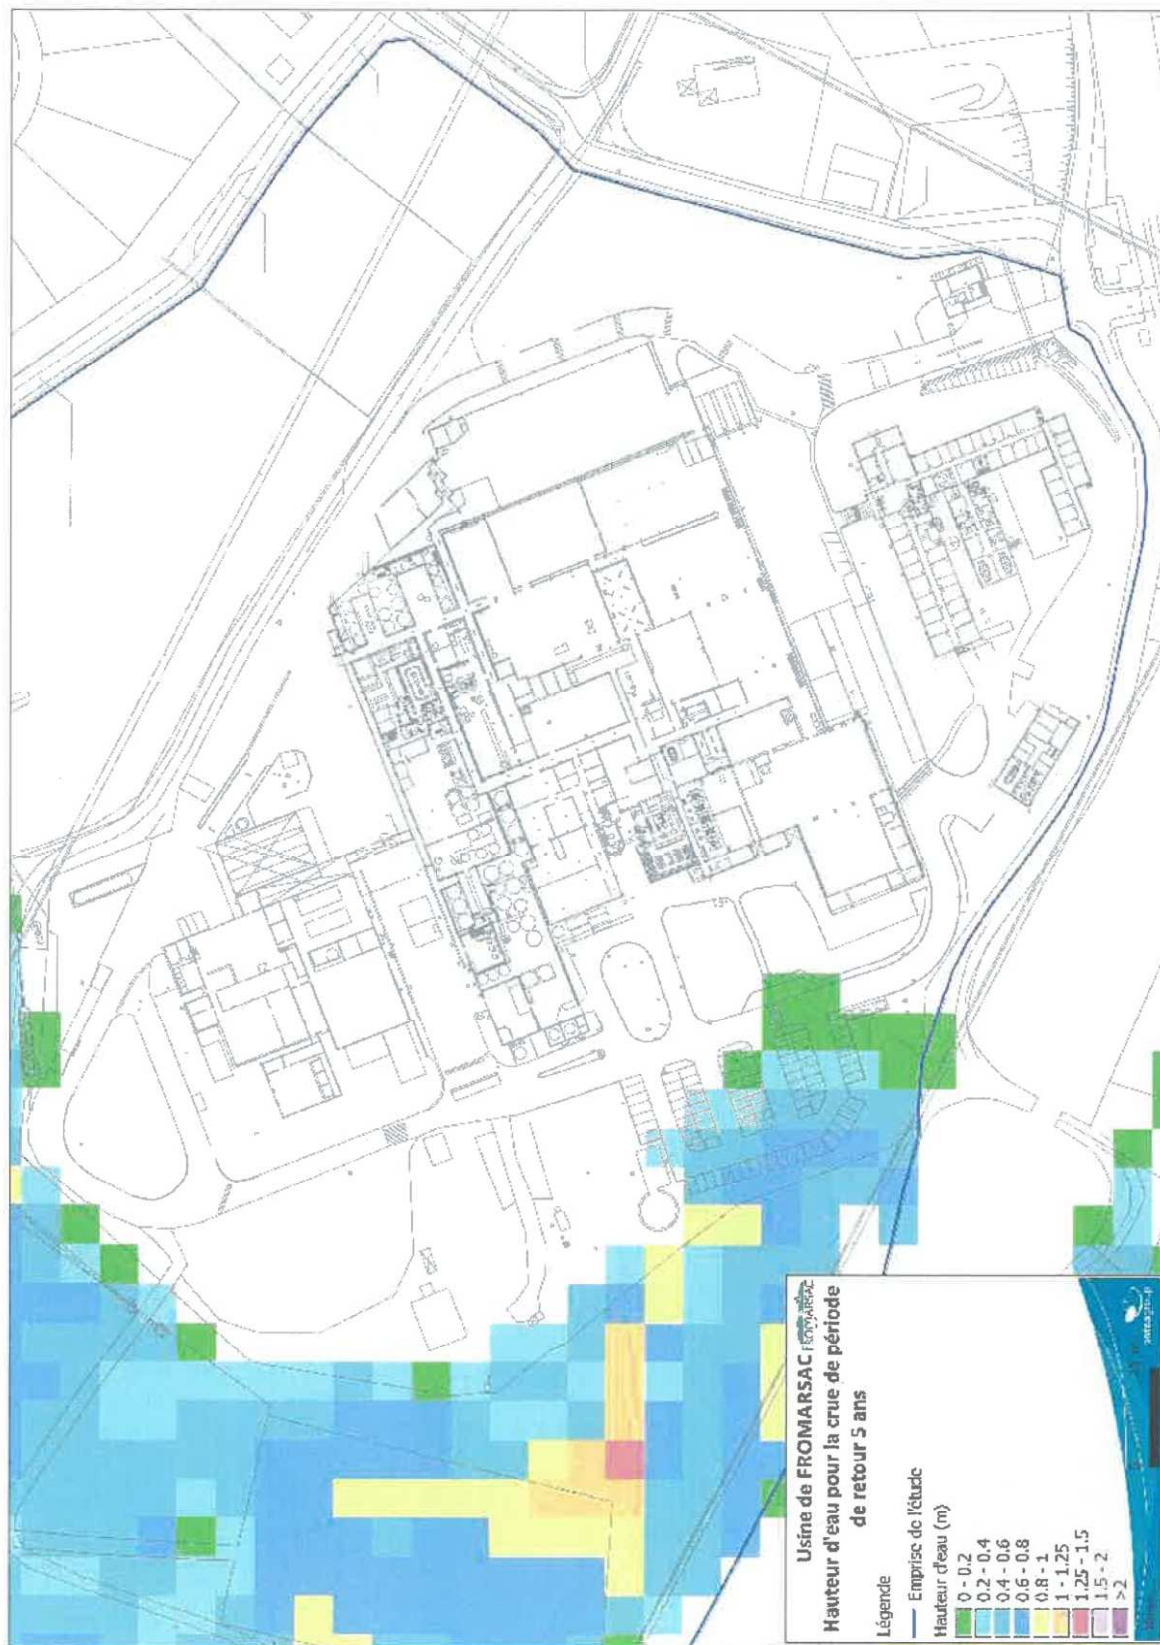 Usine de FROMARSAC FROMARSAC
Hauteur d'eau pour la crue de période
de retour 5 ans
Légende
Emprise de l'étude
Hauteur d'eau (m)
0 - 0.2
0.2 - 0.4
0.4 - 0.6
0.6 - 0.8
0.8 - 1
1 - 1.25
1.25 - 1.5
1.5 - 2
>2
anteagroup